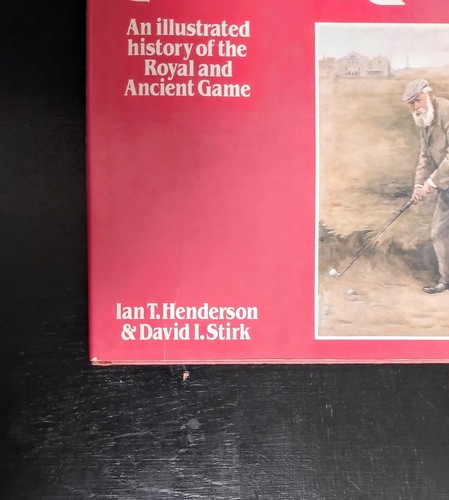 An illustrated
history of the
Royal and
Ancient Game
Ian T. Henderson
& David I. Stirk